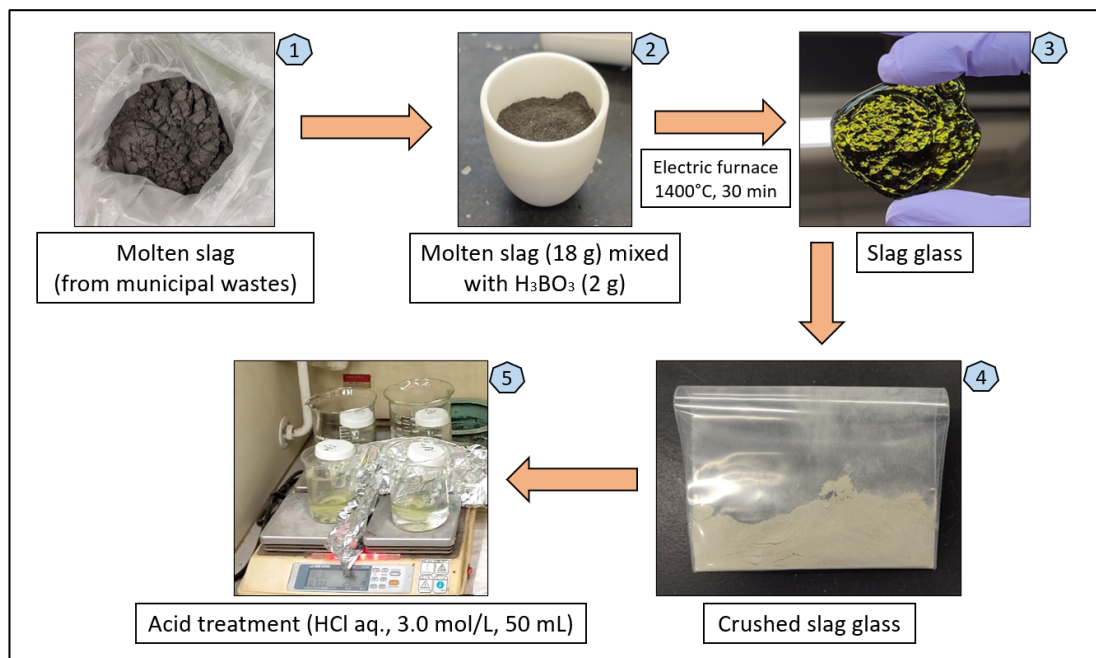 1
Molten slag
(from municipal wastes)
2
Molten slag (18 g) mixed
with H₃BO₃ (2 g)
Electric furnace
1400°C, 30 min
3
Slag glass
4
Crushed slag glass
5
Acid treatment (HCl aq., 3.0 mol/L, 50 mL)